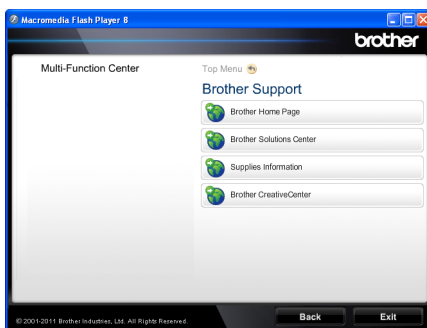 Macromedia Flash Player 8
brother
Multi-Function Center
Top Menu
Brother Support
Brother Home Page
Brother Solutions Center
Supplies Information
Brother CreativeCenter
© 2001-2011 Brother Industries, Ltd. All Rights Reserved.
Back
Exit